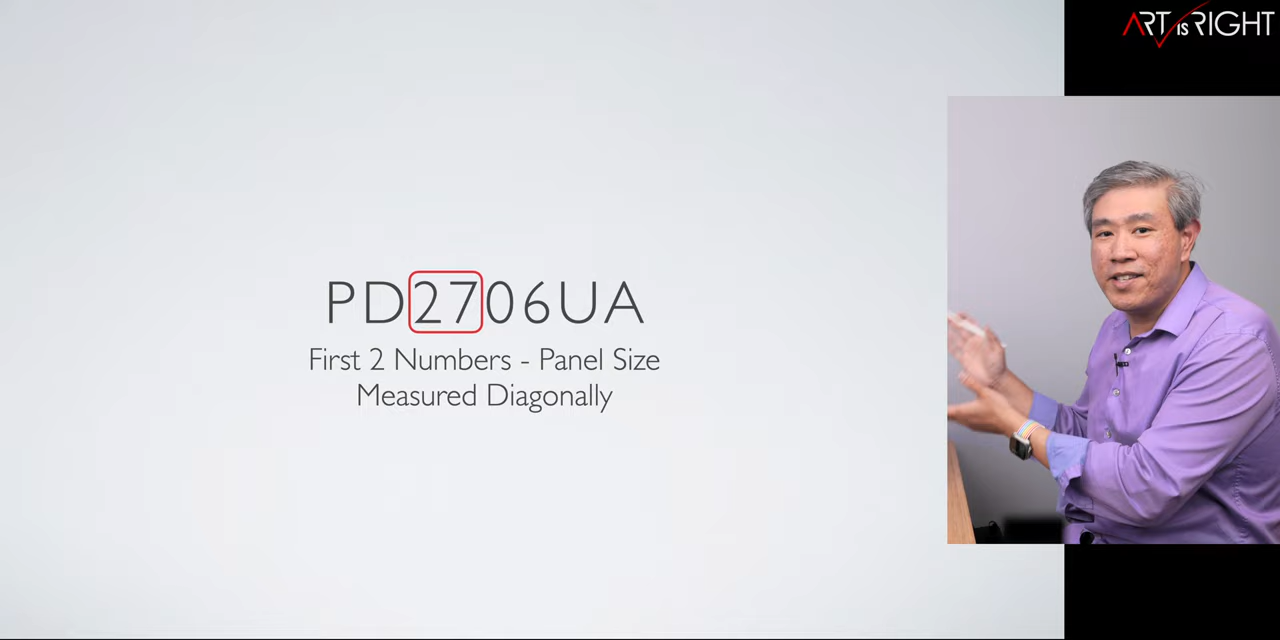 ART IS RIGHT
PD2706UA
First 2 Numbers - Panel Size
Measured Diagonally